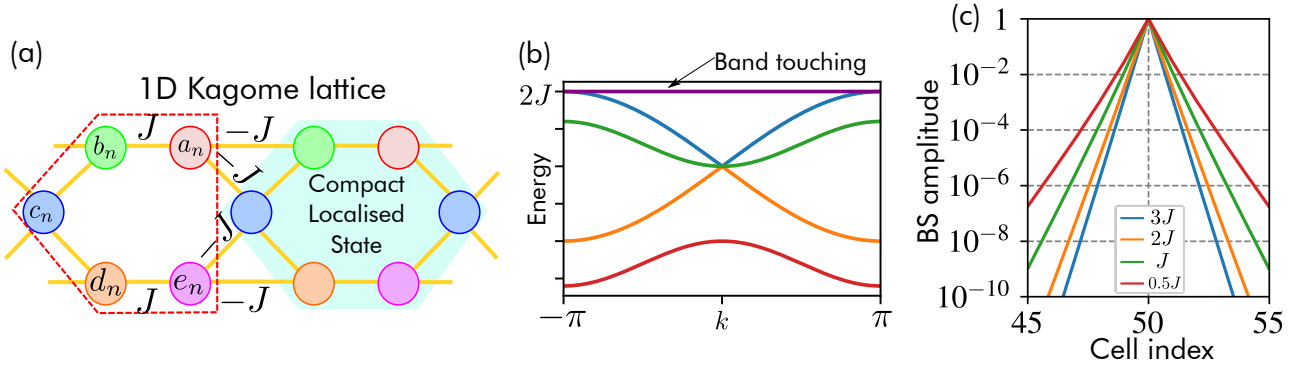 (a)
1D Kagome lattice
J
−J
b_n
a_n
−J
c_n
Compact
Localised
State
−J
d_n
e_n
J
−J
(b)
Band touching
2J
Energy
−π
k
π
(c)
1
10^−2
10^−4
10^−6
10^−8
10^−10
BS amplitude
3J
2J
J
0.5J
45
50
55
Cell index